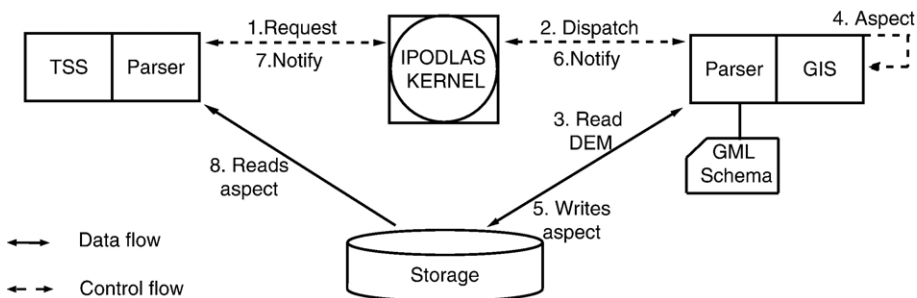 4. Aspect
1.Request
2. Dispatch
TSS
Parser
7.Notify
IPODLAS
KERNEL
6.Notify
Parser
GIS
3. Read
DEM
GML
Schema
8. Reads
aspect
5. Writes
aspect
Data flow
Storage
Control flow